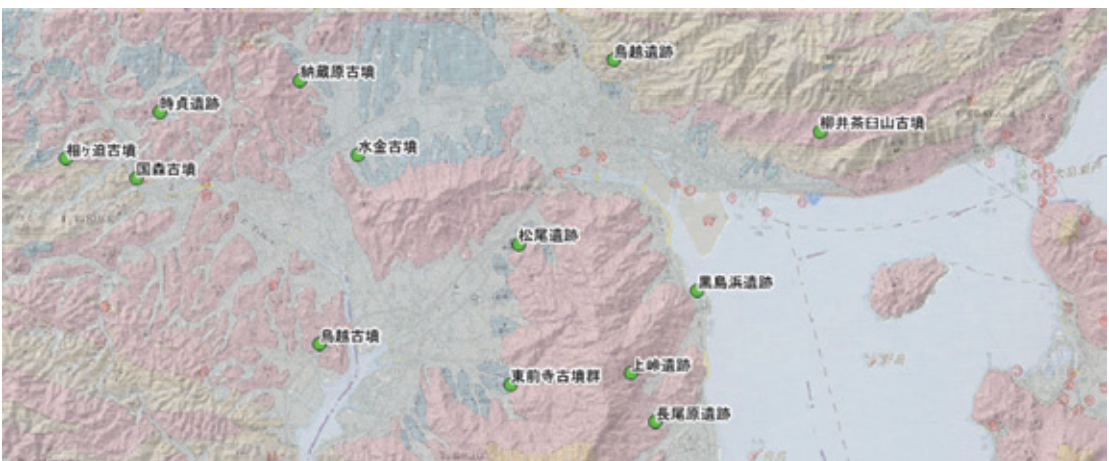 鳥越遺跡
納蔵原古墳
時貞遺跡
柳井茶臼山古墳
水金古墳
相ヶ迫古墳
国森古墳
松尾遺跡
黒島浜遺跡
鳥越古墳
上峠遺跡
東前寺古墳群
長尾原遺跡